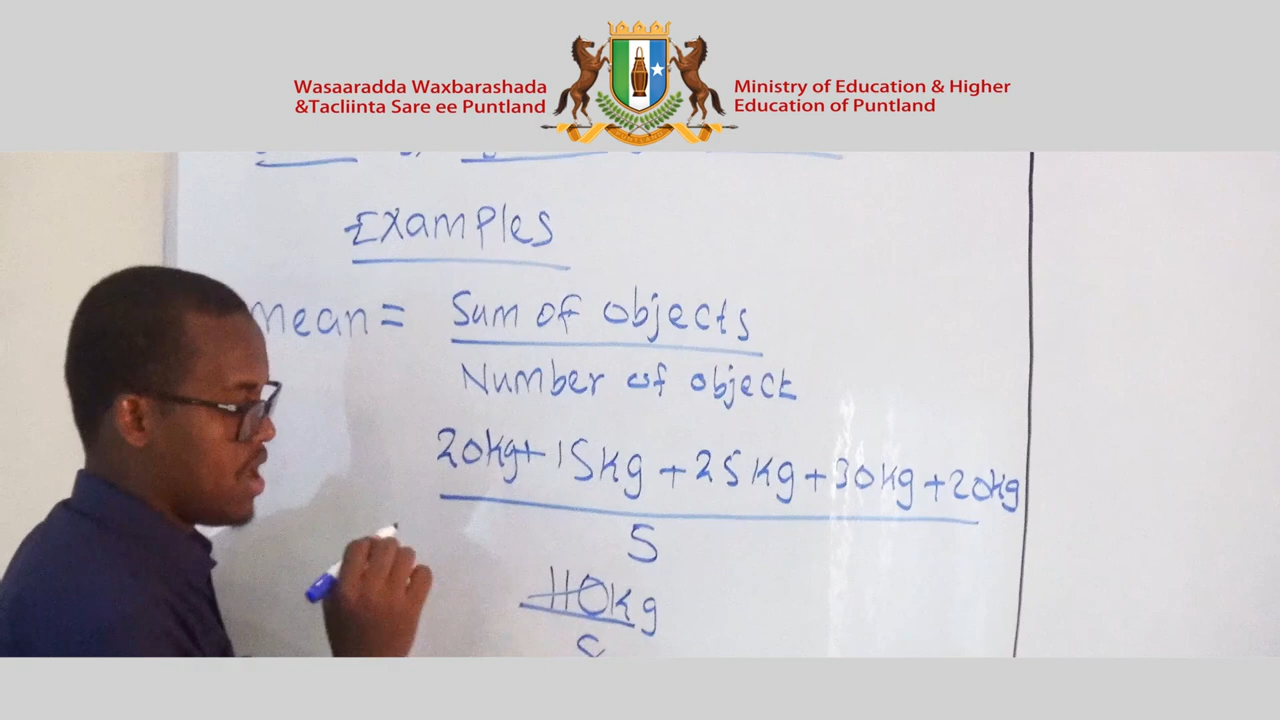 Wasaaradda Waxbarashada
&Tacliinta Sare ee Puntland
Ministry of Education & Higher
Education of Puntland
Examples
mean = Sum of objects
Number of object
20kg+15kg+25kg+30kg+20kg
5
110kg